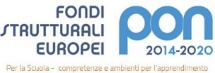 FONDI
STRUTTURALI
EUROPEI
pon
2014-2020
Per la Scuola - competenze e ambienti per l'apprendimento